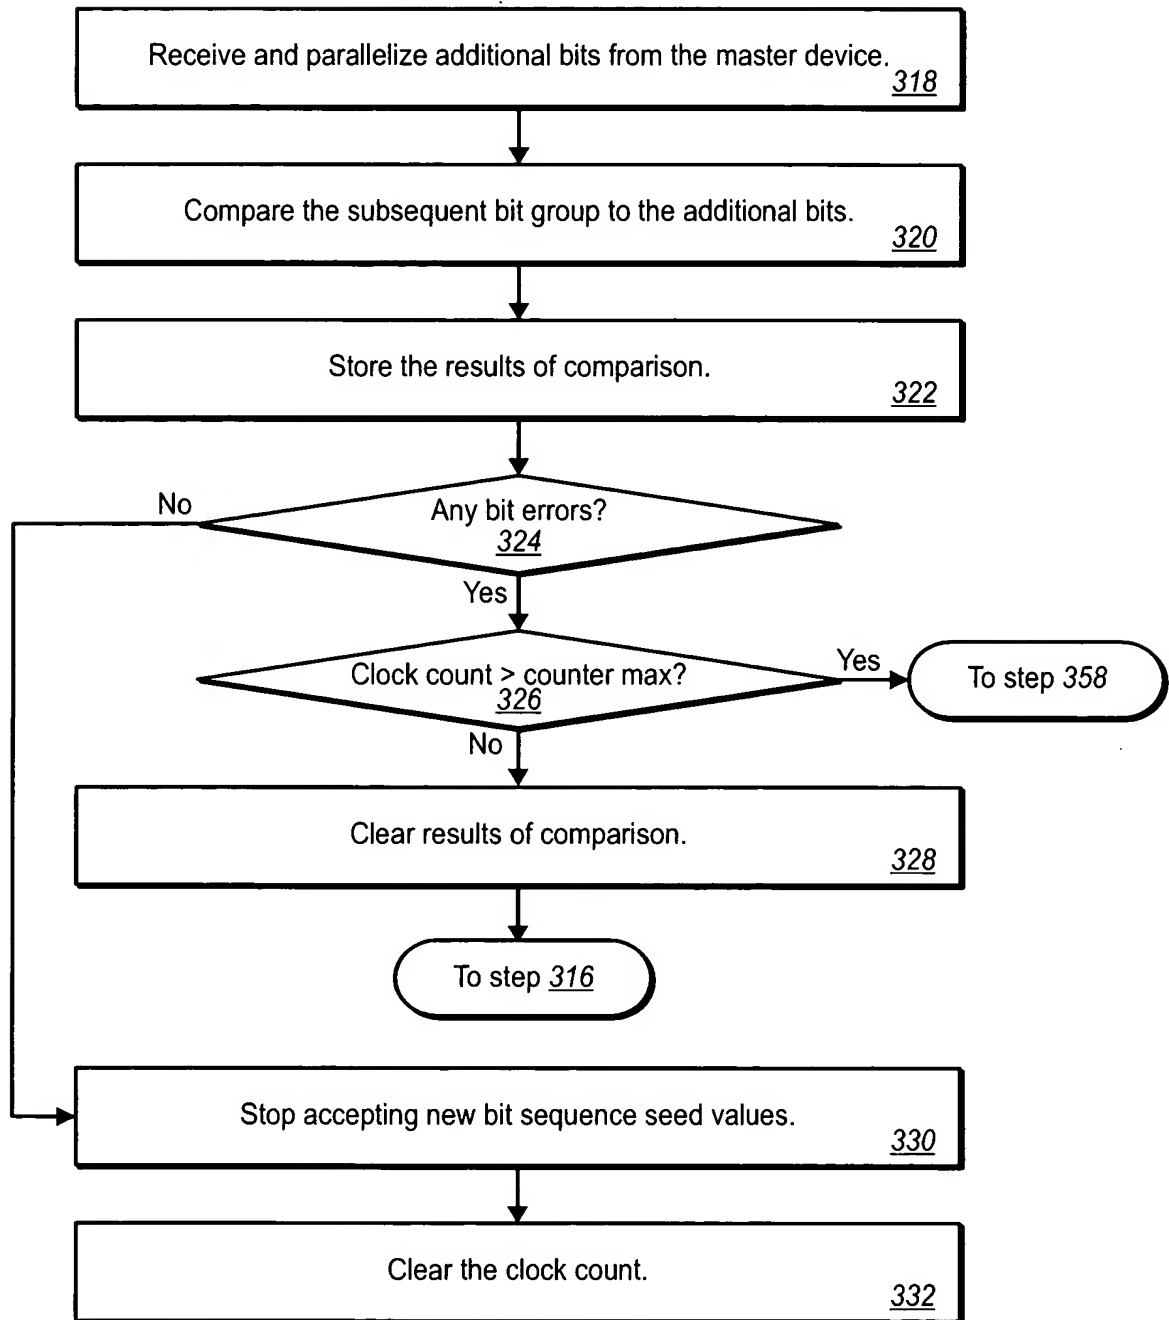 Receive and parallelize additional bits from the master device.
318
Compare the subsequent bit group to the additional bits.
320
Store the results of comparison.
322
No
Any bit errors?
324
Yes
Clock count > counter max?
326
Yes
To step 358
No
Clear results of comparison.
328
To step 316
Stop accepting new bit sequence seed values.
330
Clear the clock count.
332